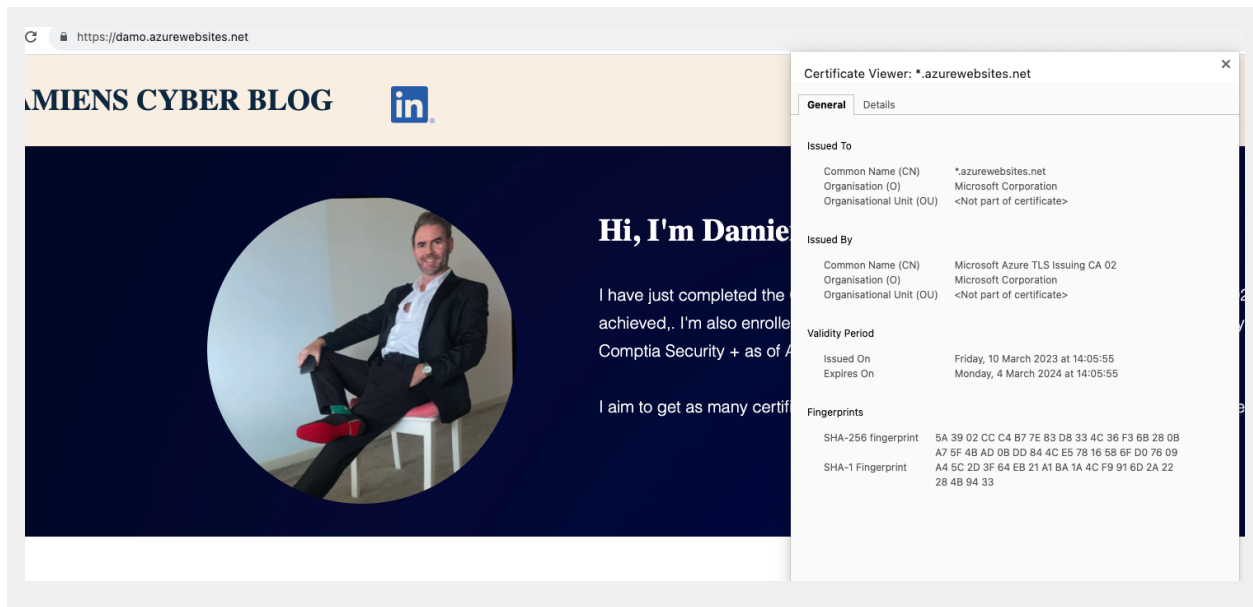 https://damo.azurewebsites.net
AMIENS CYBER BLOG
in
Hi, I'm Damie
I have just completed the
achieved,. I'm also enrolle
Comptia Security + as of A
I aim to get as many certifi
Certificate Viewer: *.azurewebsites.net
General Details
Issued To
Common Name (CN) *.azurewebsites.net
Organisation (O) Microsoft Corporation
Organisational Unit (OU) <Not part of certificate>
Issued By
Common Name (CN) Microsoft Azure TLS Issuing CA 02
Organisation (O) Microsoft Corporation
Organisational Unit (OU) <Not part of certificate>
Validity Period
Issued On Friday, 10 March 2023 at 14:05:55
Expires On Monday, 4 March 2024 at 14:05:55
Fingerprints
SHA-256 fingerprint 5A 39 02 CC C4 B7 7E 83 D8 33 4C 36 F3 6B 28 0B
A7 5F 4B AD 0B DD 84 4C E5 78 16 58 6F D0 76 09
SHA-1 Fingerprint A4 5C 2D 3F 64 EB 21 A1 BA 1A 4C F9 91 6D 2A 22
28 4B 94 33